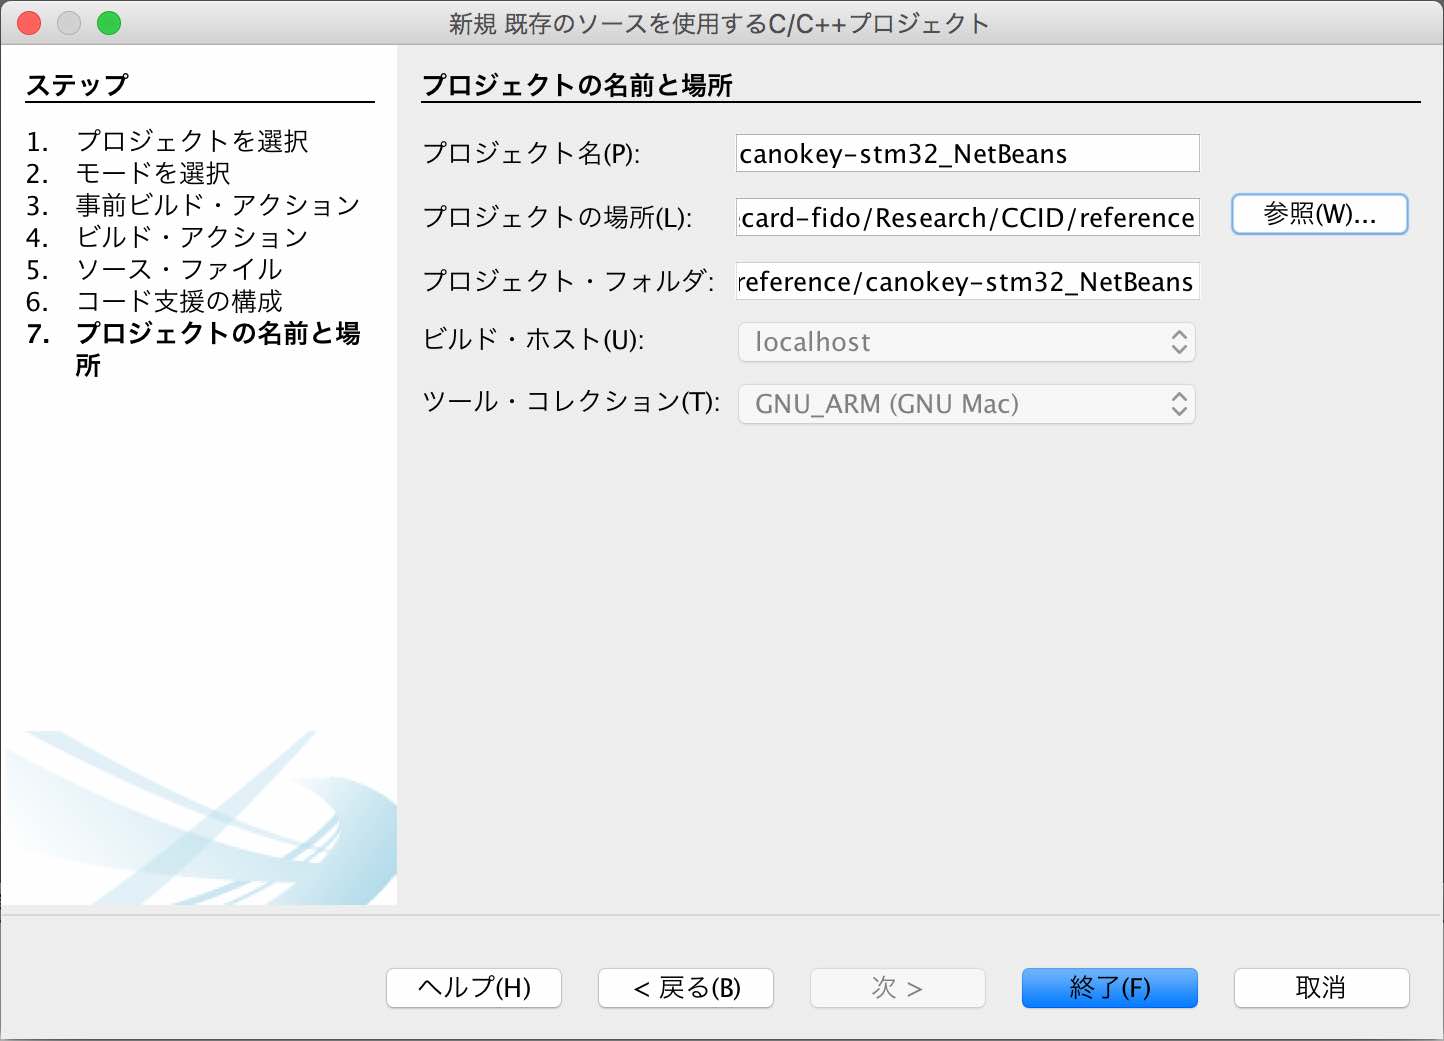 新規 既存のソースを使用するC/C++プロジェクト
ステップ
1. プロジェクトを選択
2. モードを選択
3. 事前ビルド・アクション
4. ビルド・アクション
5. ソース・ファイル
6. コード支援の構成
7. プロジェクトの名前と場
所
プロジェクトの名前と場所
プロジェクト名(P): canokey-stm32_NetBeans
プロジェクトの場所(L): card-fido/Research/CCID/reference 参照(W)...
プロジェクト・フォルダ: reference/canokey-stm32_NetBeans
ビルド・ホスト(U): localhost
ツール・コレクション(T): GNU_ARM (GNU Mac)
ヘルプ(H) < 戻る(B) 次 > 終了(F) 取消